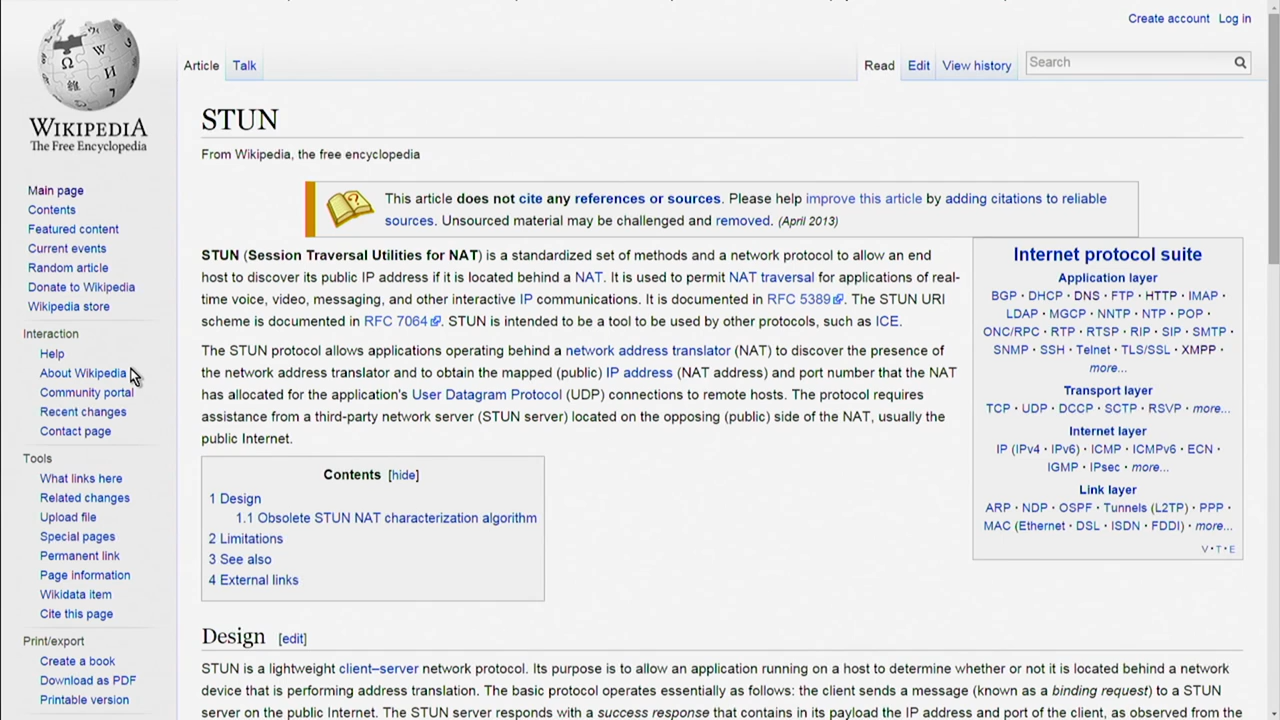 Create account Log in
Article Talk Read Edit View history Search
WIKIPEDIA
The Free Encyclopedia
Main page
Contents
Featured content
Current events
Random article
Donate to Wikipedia
Wikipedia store
Interaction
Help
About Wikipedia
Community portal
Recent changes
Contact page
Tools
What links here
Related changes
Upload file
Special pages
Permanent link
Page information
Wikidata item
Cite this page
Print/export
Create a book
Download as PDF
Printable version
STUN
From Wikipedia, the free encyclopedia
This article does not cite any references or sources. Please help improve this article by adding citations to reliable
sources. Unsourced material may be challenged and removed. (April 2013)
STUN (Session Traversal Utilities for NAT) is a standardized set of methods and a network protocol to allow an end
host to discover its public IP address if it is located behind a NAT. It is used to permit NAT traversal for applications of real-
time voice, video, messaging, and other interactive IP communications. It is documented in RFC 5389. The STUN URI
scheme is documented in RFC 7064. STUN is intended to be a tool to be used by other protocols, such as ICE.
The STUN protocol allows applications operating behind a network address translator (NAT) to discover the presence of
the network address translator and to obtain the mapped (public) IP address (NAT address) and port number that the NAT
has allocated for the application's User Datagram Protocol (UDP) connections to remote hosts. The protocol requires
assistance from a third-party network server (STUN server) located on the opposing (public) side of the NAT, usually the
public Internet.
Internet protocol suite
Application layer
BGP · DHCP · DNS · FTP · HTTP · IMAP ·
LDAP · MGCP · NNTP · NTP · POP ·
ONC/RPC · RTP · RTSP · RIP · SIP · SMTP ·
SNMP · SSH · Telnet · TLS/SSL · XMPP ·
more...
Transport layer
TCP · UDP · DCCP · SCTP · RSVP · more...
Internet layer
IP (IPv4 · IPv6) · ICMP · ICMPv6 · ECN ·
IGMP · IPsec · more...
Link layer
ARP · NDP · OSPF · Tunnels (L2TP) · PPP ·
MAC (Ethernet · DSL · ISDN · FDDI) · more...
V · T · E
Contents [hide]
1 Design
1.1 Obsolete STUN NAT characterization algorithm
2 Limitations
3 See also
4 External links
Design [edit]
STUN is a lightweight client–server network protocol. Its purpose is to allow an application running on a host to determine whether or not it is located behind a network
device that is performing address translation. The basic protocol operates essentially as follows: the client sends a message (known as a binding request) to a STUN
server on the public Internet. The STUN server responds with a success response that contains in its payload the IP address and port of the client, as observed from the